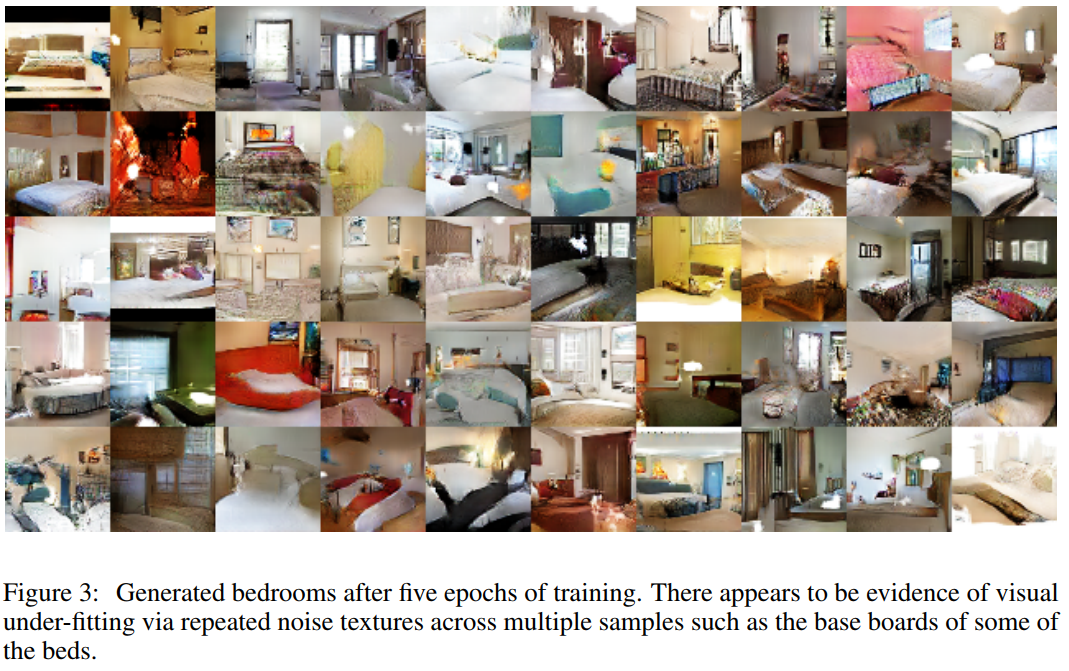 Figure 3: Generated bedrooms after five epochs of training. There appears to be evidence of visual
under-fitting via repeated noise textures across multiple samples such as the base boards of some of
the beds.